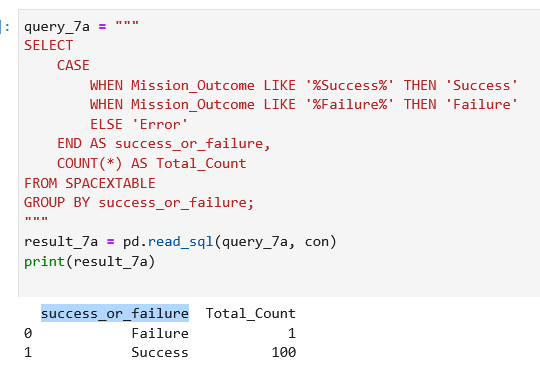 ]: query_7a = """
SELECT
    CASE
        WHEN Mission_Outcome LIKE '%Success%' THEN 'Success'
        WHEN Mission_Outcome LIKE '%Failure%' THEN 'Failure'
        ELSE 'Error'
    END AS success_or_failure,
    COUNT(*) AS Total_Count
FROM SPACEXTABLE
GROUP BY success_or_failure;
"""
result_7a = pd.read_sql(query_7a, con)
print(result_7a)
  success_or_failure  Total_Count
0            Failure            1
1            Success          100